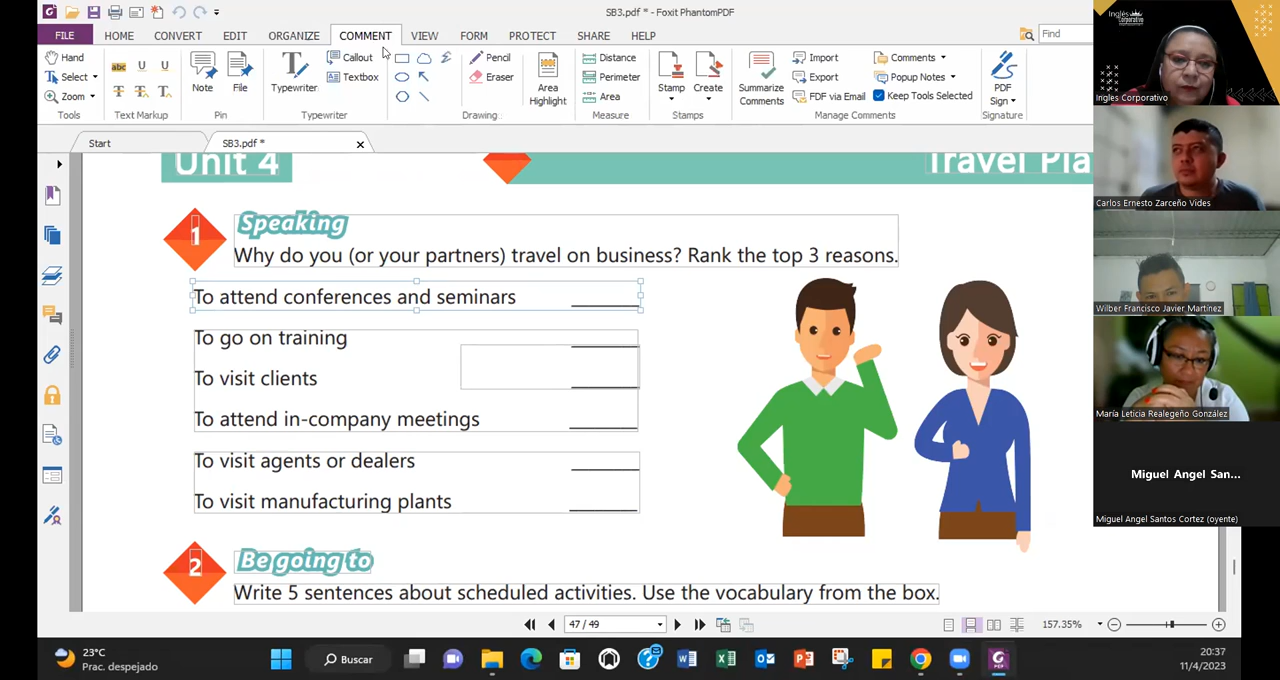 SB3.pdf * - Foxit PhantomPDF
FILE HOME CONVERT EDIT ORGANIZE COMMENT VIEW FORM PROTECT SHARE HELP
Find
Hand
Select
Zoom
Tools
abc U U
T T T
Text Markup
Note
File
Pin
Typewriter
Callout
Textbox
Typewriter
Pencil
Eraser
Area Highlight
Drawing
Distance
Perimeter
Area
Measure
Stamp
Create
Stamps
Summarize Comments
Import
Export
FDF via Email
Comments
Popup Notes
Keep Tools Selected
Manage Comments
PDF Sign
Signature
Start
SB3.pdf *
Unit 4
Travel Pla
1
Speaking
Why do you (or your partners) travel on business? Rank the top 3 reasons.
To attend conferences and seminars
To go on training
To visit clients
To attend in-company meetings
To visit agents or dealers
To visit manufacturing plants
2
Be going to
Write 5 sentences about scheduled activities. Use the vocabulary from the box.
47 / 49
157.35%
Inglés
Corporativo
Ingles Corporativo
Carlos Ernesto Zarceño Vides
Wilber Francisco Javier Martínez
María Leticia Realegeño González
Miguel Angel San...
Miguel Angel Santos Cortez (oyente)
23°C
Prac. despejado
Buscar
20:37
11/4/2023